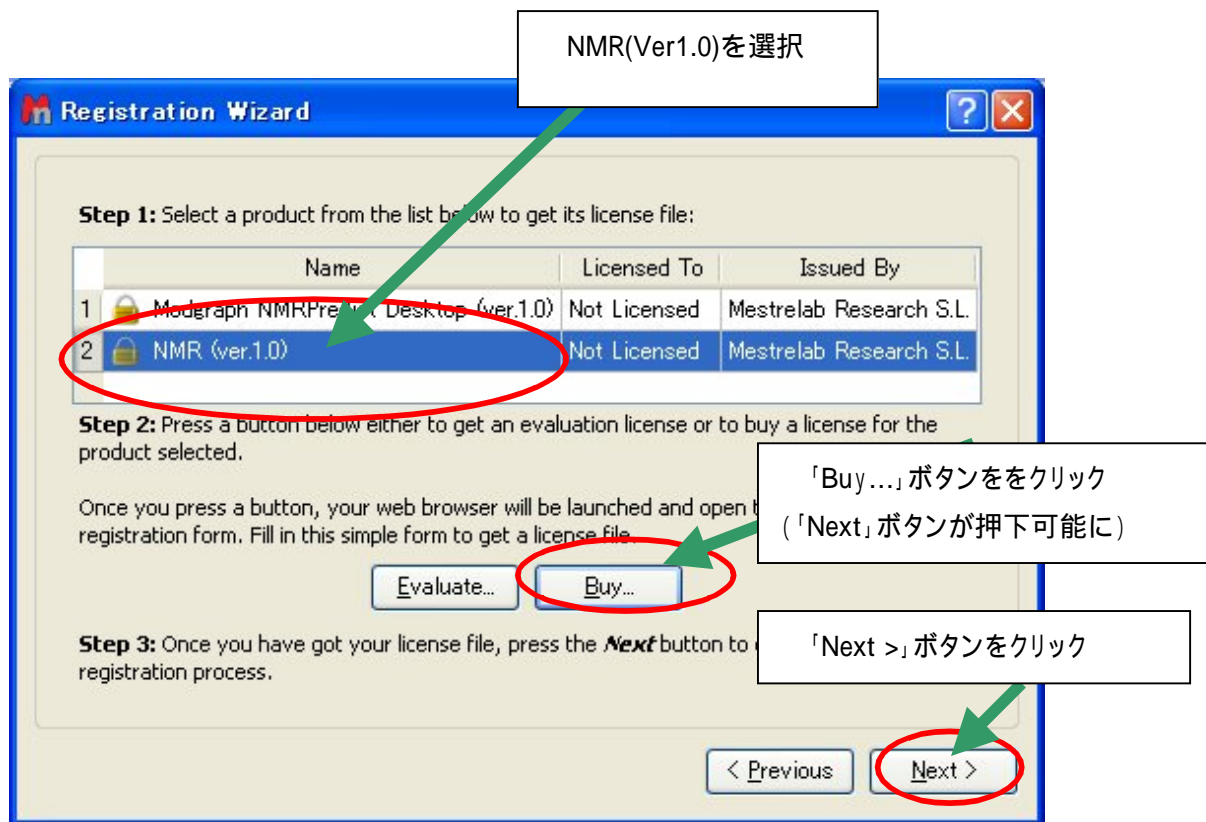 NMR(Ver1.0)を選択
Registration Wizard
Step 1: Select a product from the list below to get its license file:
Name Licensed To Issued By
1 Modgraph NMRPredict Desktop (ver.1.0) Not Licensed Mestrelab Research S.L.
2 NMR (ver.1.0) Not Licensed Mestrelab Research S.L.
Step 2: Press a button below either to get an evaluation license or to buy a license for the
product selected.
「Buy...」ボタンををクリック
(「Next」ボタンが押下可能に)
Once you press a button, your web browser will be launched and open
registration form. Fill in this simple form to get a license file.
Evaluate... Buy...
Step 3: Once you have got your license file, press the Next button to
registration process.
「Next >」ボタンをクリック
< Previous Next >